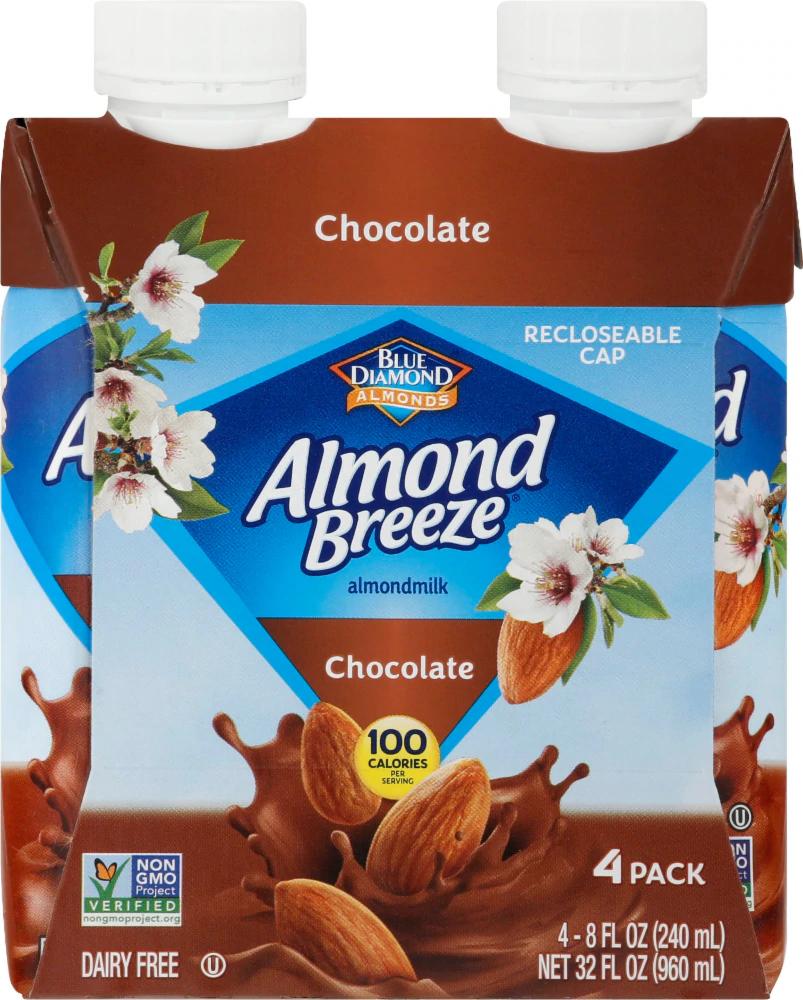 Chocolate
RECLOSEABLE
CAP
BLUE
DIAMOND
ALMONDS
Almond
Breeze®
almondmilk
Chocolate
100
CALORIES
PER
SERVING
NON
GMO
Project
VERIFIED
nongmoproject.org
4 PACK
DAIRY FREE U
4 - 8 FL OZ (240 mL)
NET 32 FL OZ (960 mL)